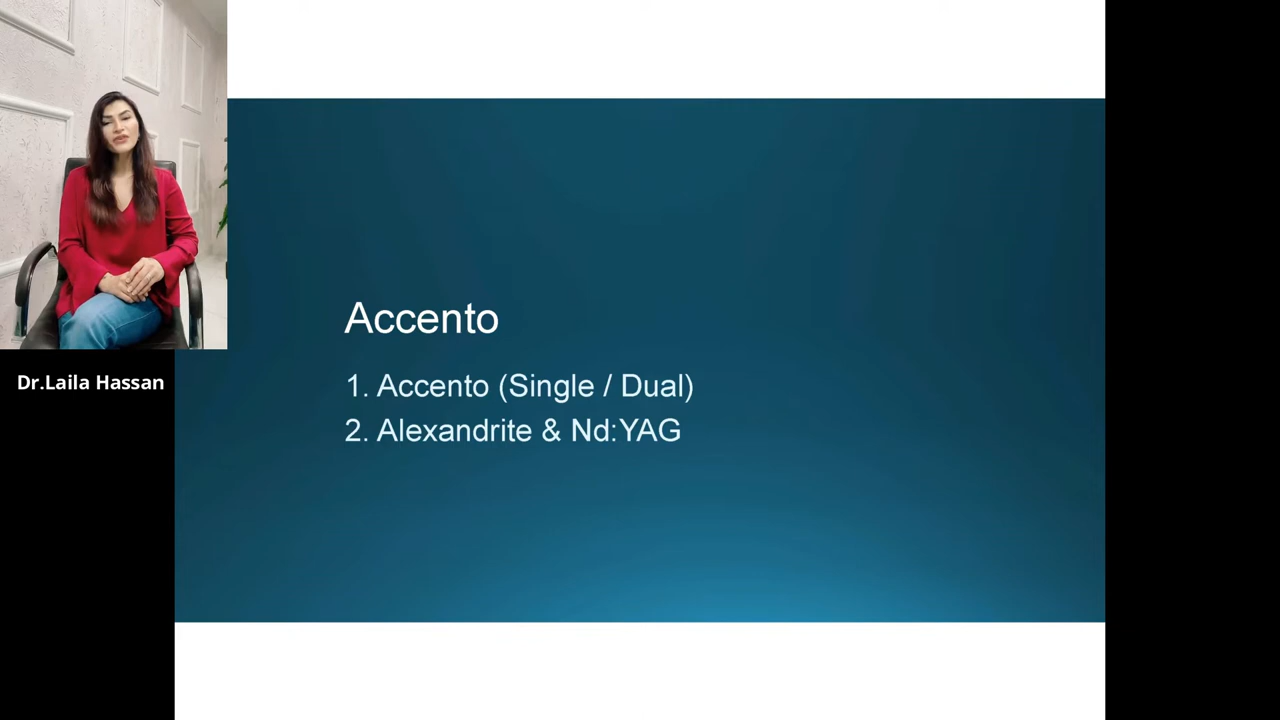 Dr.Laila Hassan
Accento
1. Accento (Single / Dual)
2. Alexandrite & Nd:YAG